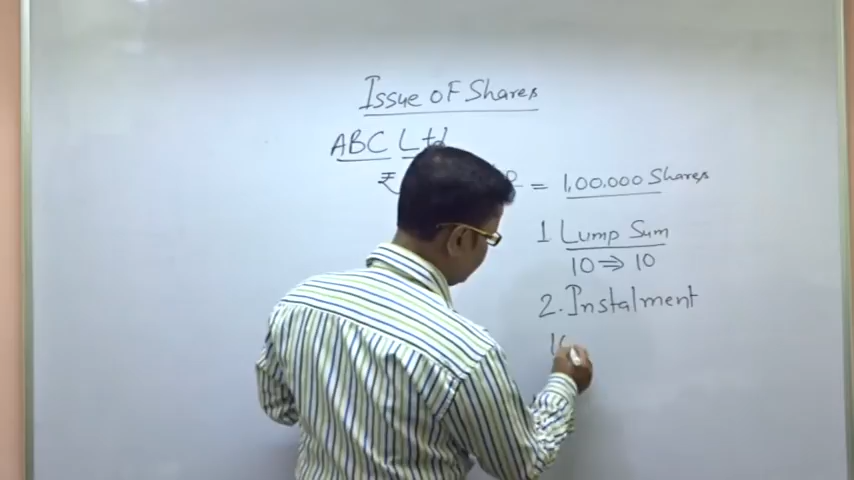 Issue OF Shares
ABC Ltd
₹ = 1,00,000 Shares
1 Lump Sum
10 ⇒ 10
2. Instalment